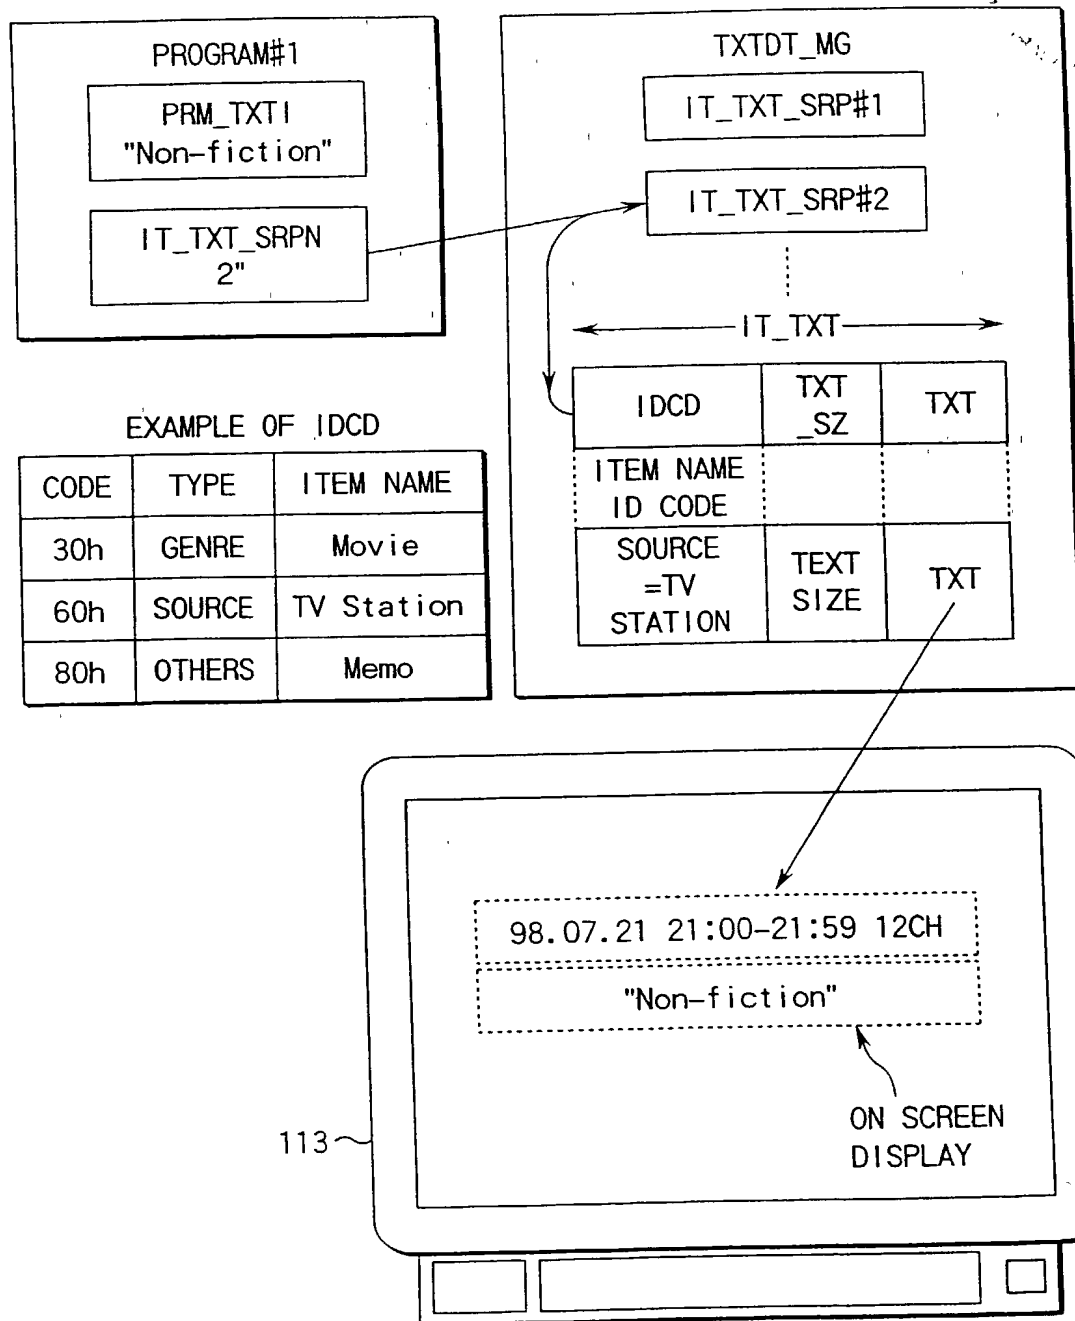 PROGRAM#1
PRM_TXTI
"Non-fiction"
IT_TXT_SRPN
2"
TXTDT_MG
IT_TXT_SRP#1
IT_TXT_SRP#2
IT_TXT
IDCD
TXT
_SZ
TXT
ITEM NAME
ID CODE
SOURCE
=TV
STATION
TEXT
SIZE
TXT
EXAMPLE OF IDCD
CODE TYPE ITEM NAME
30h GENRE Movie
60h SOURCE TV Station
80h OTHERS Memo
98.07.21 21:00-21:59 12CH
"Non-fiction"
ON SCREEN
DISPLAY
113